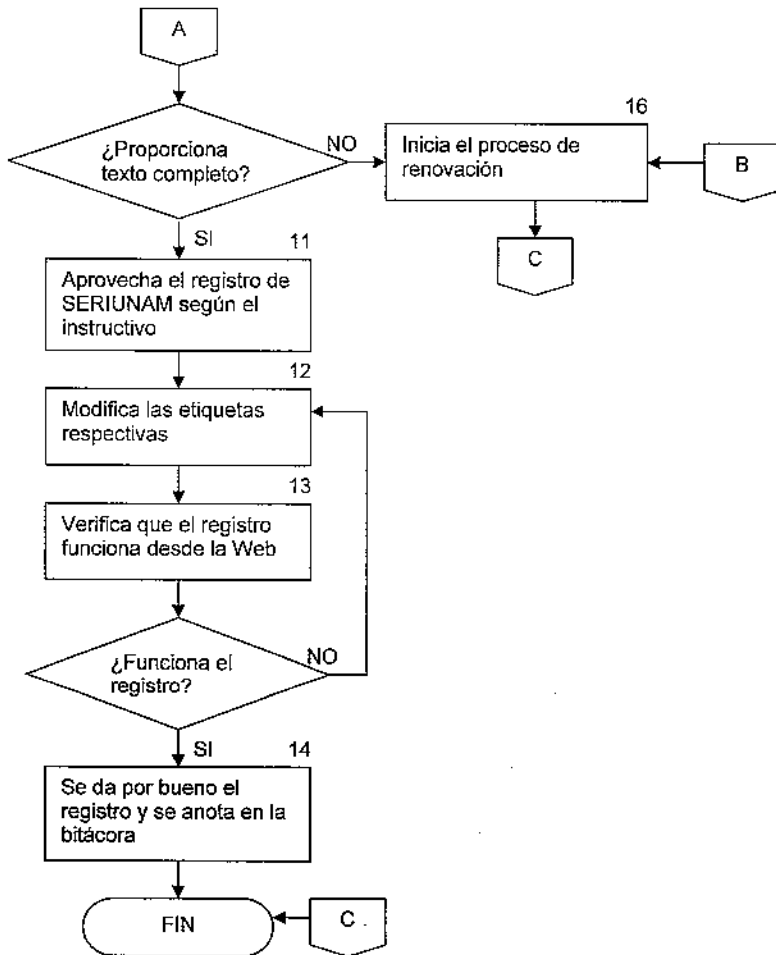 A
¿Proporciona
texto completo?
NO
16
Inicia el proceso de
renovación
B
C
SI
11
Aprovecha el registro de
SERIUNAM según el
instructivo
12
Modifica las etiquetas
respectivas
13
Verifica que el registro
funciona desde la Web
¿Funciona el
registro?
NO
SI
14
Se da por bueno el
registro y se anota en la
bitácora
FIN
C